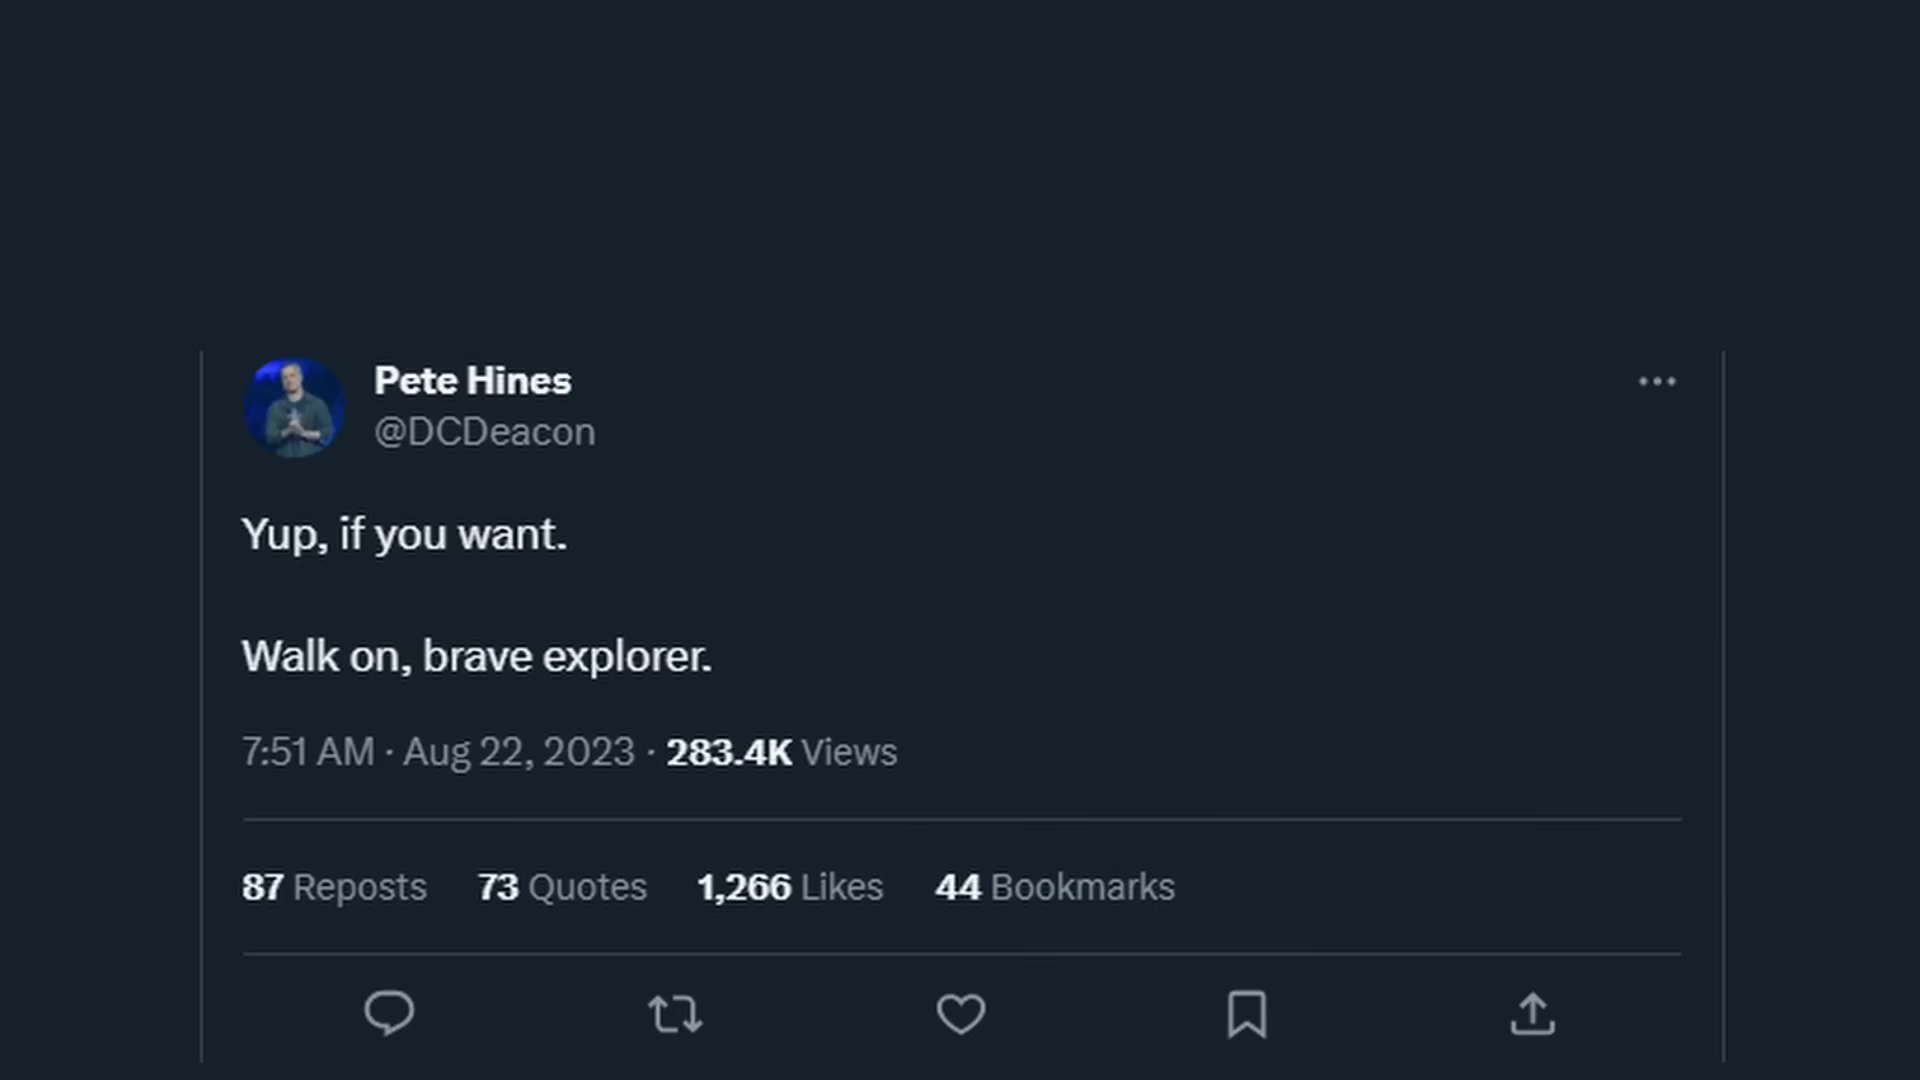 Pete Hines
@DCDeacon
Yup, if you want.
Walk on, brave explorer.
7:51 AM · Aug 22, 2023 · 283.4K Views
87 Reposts 73 Quotes 1,266 Likes 44 Bookmarks